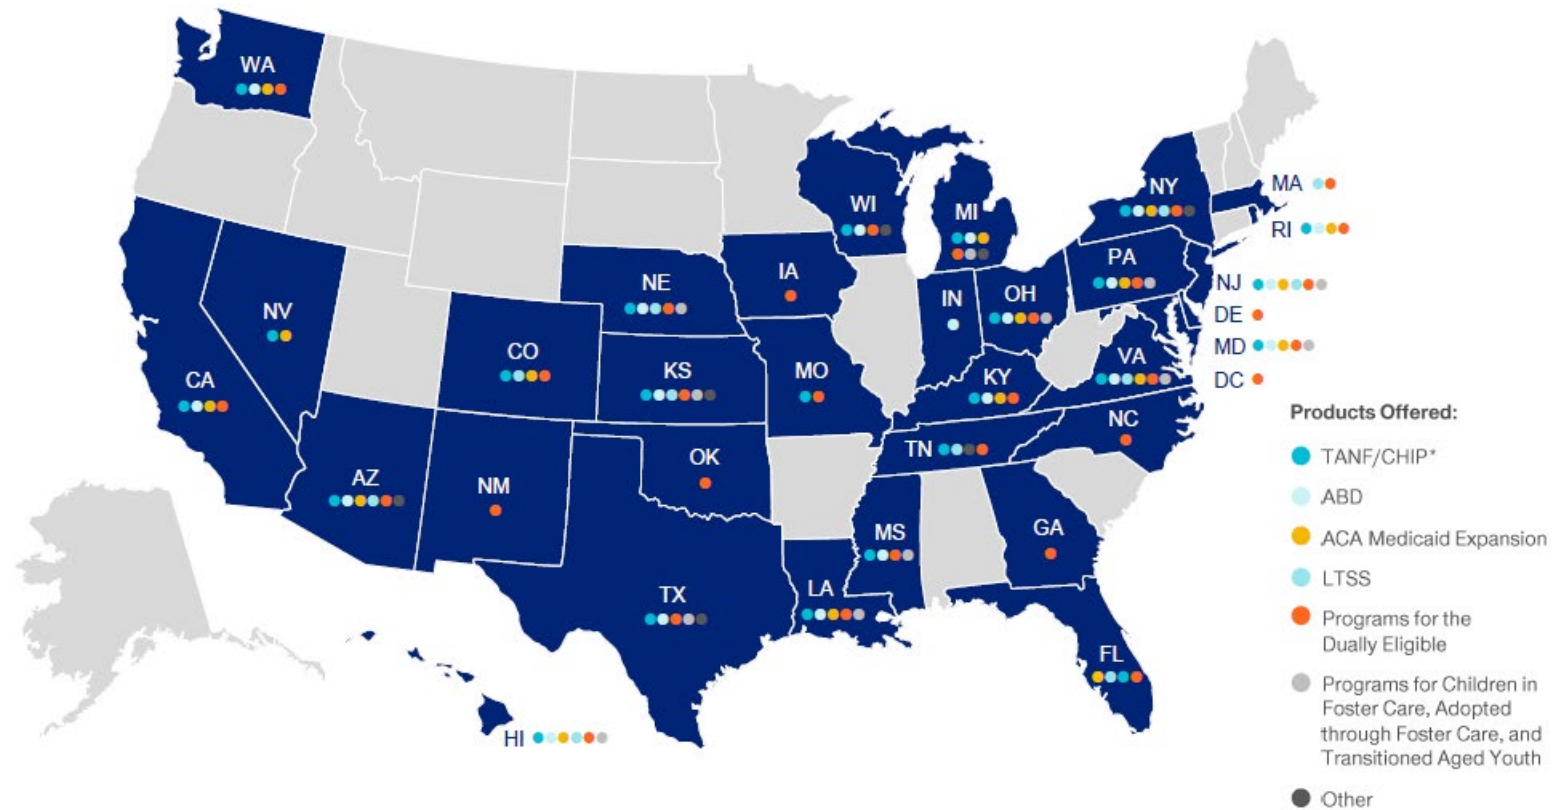 WA
MA
NY
WI
MI
RI
PA
IA
NE
NJ
IN
OH
NV
DE
MD
CO
VA
KS
MO
KY
CA
DC
Products Offered:
NC
TN
TANF/CHIP*
OK
AZ
NM
ABD
GA
MS
ACA Medicaid Expansion
LTSS
LA
TX
Programs for the
Dually Eligible
FL
Programs for Children in
Foster Care, Adopted
through Foster Care, and
Transitioned Aged Youth
HI
Other